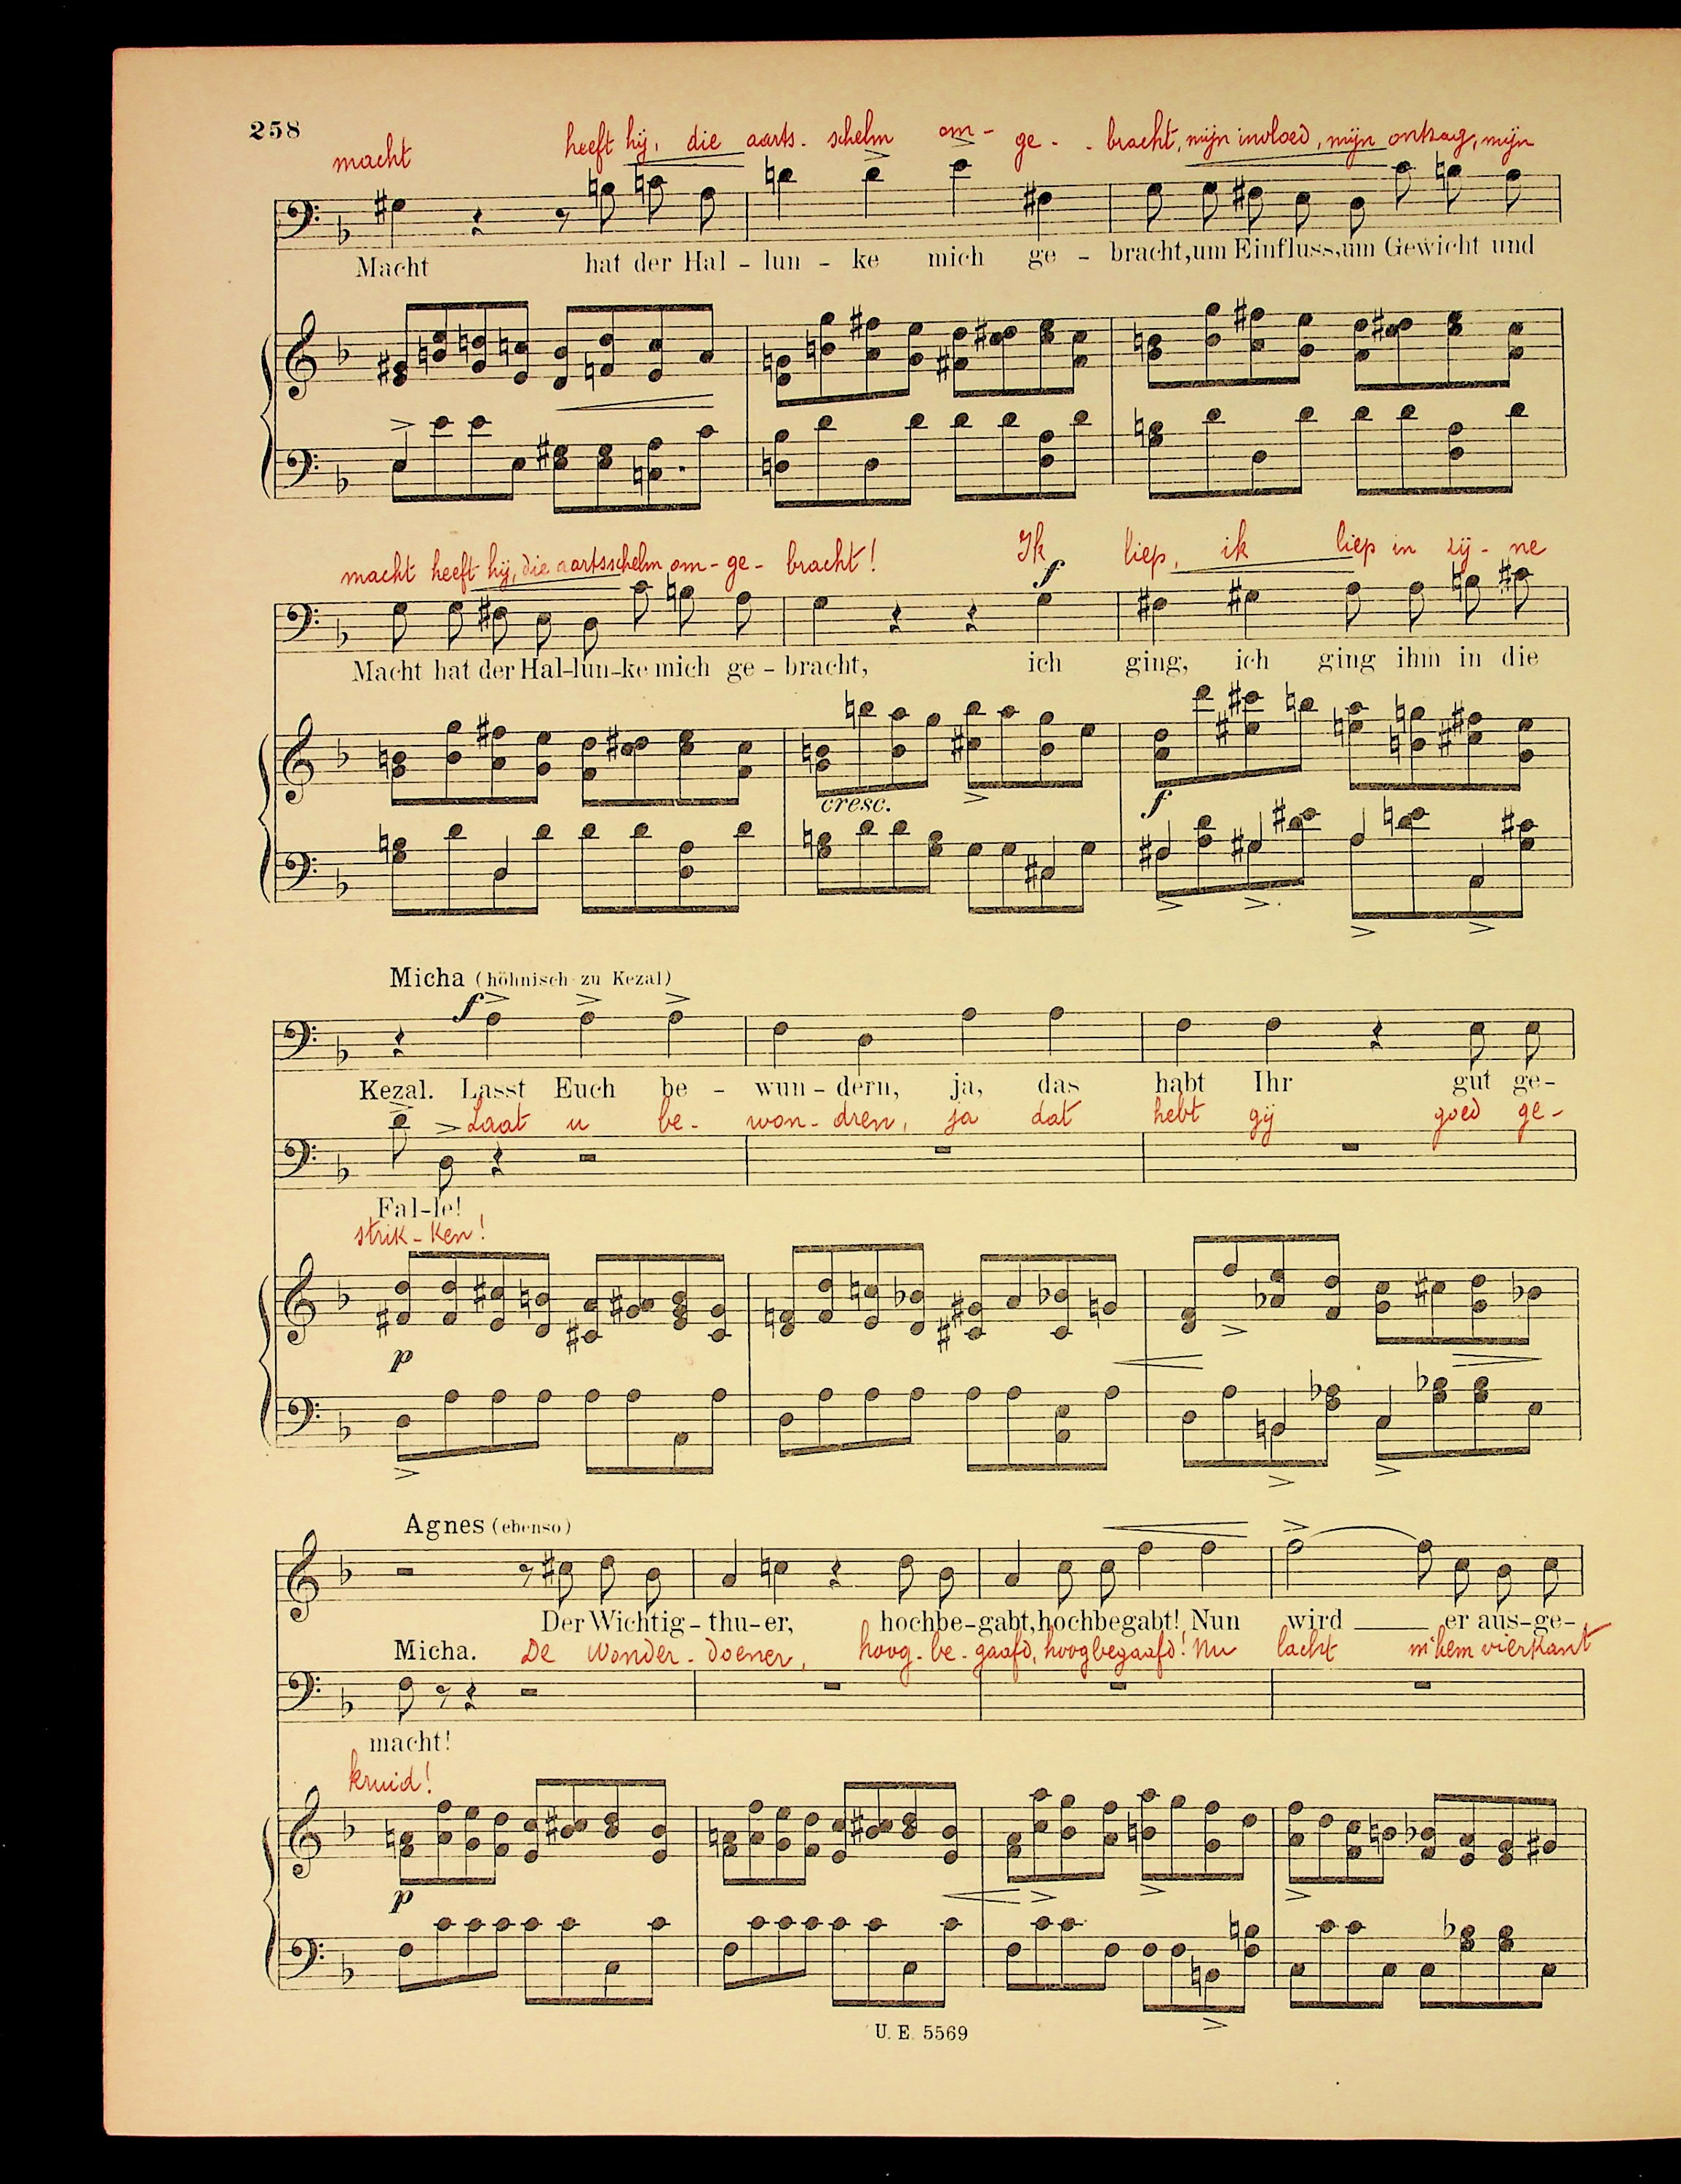 258
macht heeft hij, die aarts- schelm om- ge- - bracht, mijn invloed, mijn ontzag, mijn
Macht hat der Hal - lun - ke mich ge - bracht, um Einfluss, um Gewicht und
macht heeft hij, die aartsschelm om-ge- bracht! Ik liep, ik liep in zij- ne
f
Macht hat der Hal-lun-ke mich ge-bracht, ich ging, ich ging ihm in die
cresc.
f
Micha (höhnisch zu Kezal)
f
Kezal. Lasst Euch be - wun-dern, ja, das habt Ihr gut ge-
Laat u be- won-dren, ja dat hebt gij goed ge-
Fal-le!
strik-ken!
p
Agnes (ebenso)
Der Wichtig-thu-er, hochbe-gabt, hochbegabt! Nun wird er aus-ge-
Micha. De wonder-doener, hoog-be-gaafd, hoogbegaafd! Nu lacht m'hem vierkant
macht!
kruid!
p
U. E. 5569